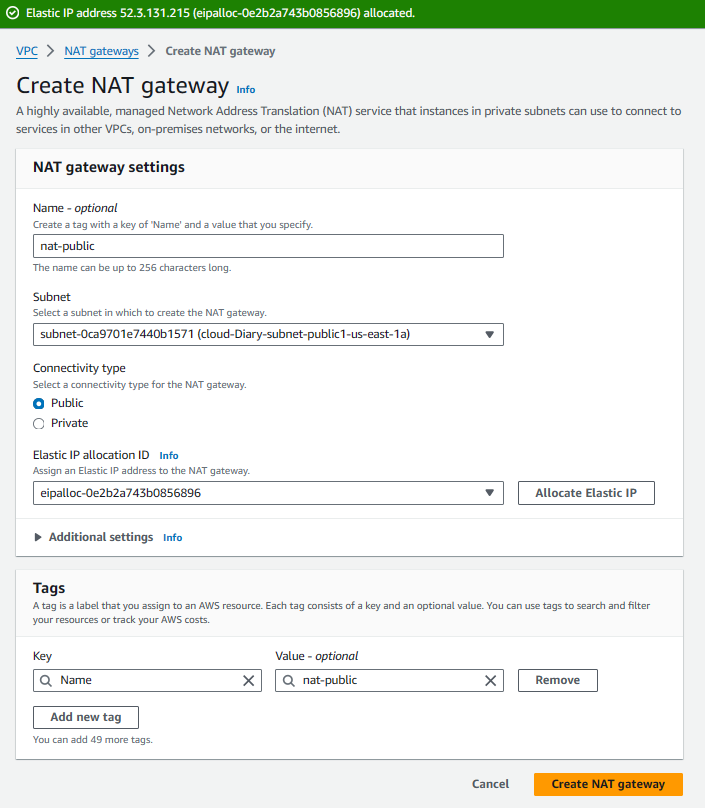 Elastic IP address 52.3.131.215 (eipalloc-0e2b2a743b0856896) allocated.
VPC > NAT gateways > Create NAT gateway
Create NAT gateway Info
A highly available, managed Network Address Translation (NAT) service that instances in private subnets can use to connect to
services in other VPCs, on-premises networks, or the internet.
NAT gateway settings
Name - optional
Create a tag with a key of 'Name' and a value that you specify.
nat-public
The name can be up to 256 characters long.
Subnet
Select a subnet in which to create the NAT gateway.
subnet-0ca9701e7440b1571 (cloud-Diary-subnet-public1-us-east-1a)
Connectivity type
Select a connectivity type for the NAT gateway.
Public
Private
Elastic IP allocation ID Info
Assign an Elastic IP address to the NAT gateway.
eipalloc-0e2b2a743b0856896 Allocate Elastic IP
Additional settings Info
Tags
A tag is a label that you assign to an AWS resource. Each tag consists of a key and an optional value. You can use tags to search and filter
your resources or track your AWS costs.
Key Value - optional
Name nat-public Remove
Add new tag
You can add 49 more tags.
Cancel Create NAT gateway